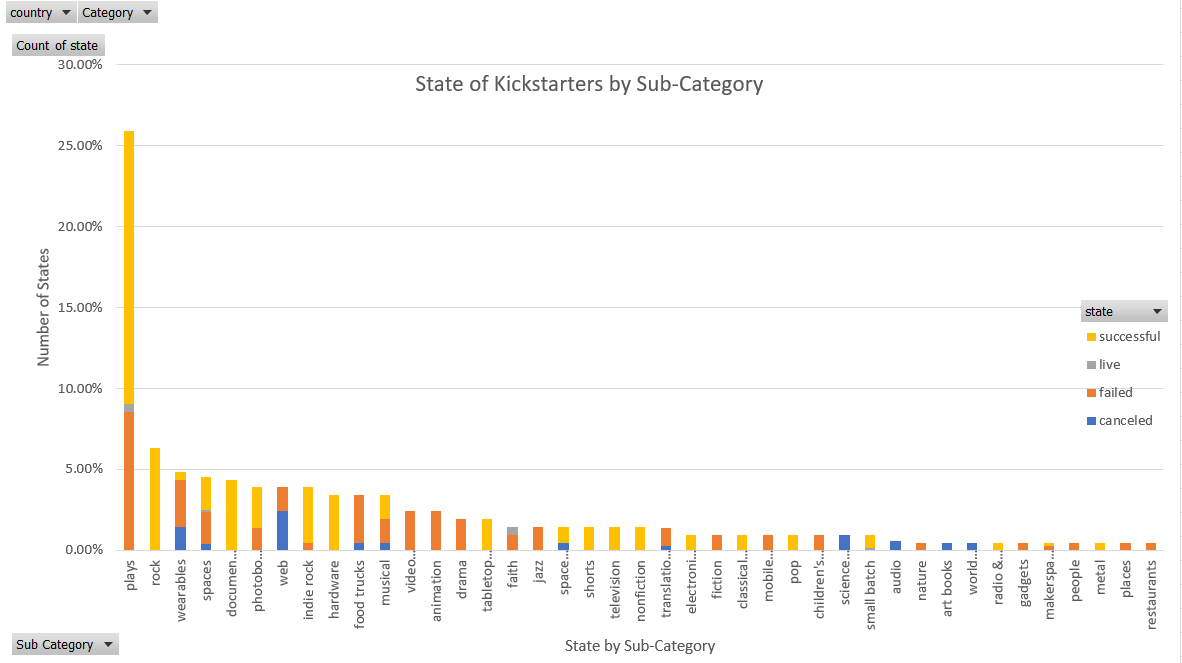 country Category
Count of state
State of Kickstarters by Sub-Category
30.00%
25.00%
20.00%
15.00%
10.00%
5.00%
0.00%
Number of States
state
successful
live
failed
canceled
plays
rock
wearables
spaces
documen...
photobo...
web
indie rock
hardware
food trucks
musical
video...
animation
drama
tabletop...
faith
jazz
space...
shorts
television
nonfiction
translatio...
electroni...
fiction
classical...
mobile...
pop
children's...
science...
small batch
audio
nature
art books
world...
radio &...
gadgets
makerspa...
people
metal
places
restaurants
Sub Category
State by Sub-Category